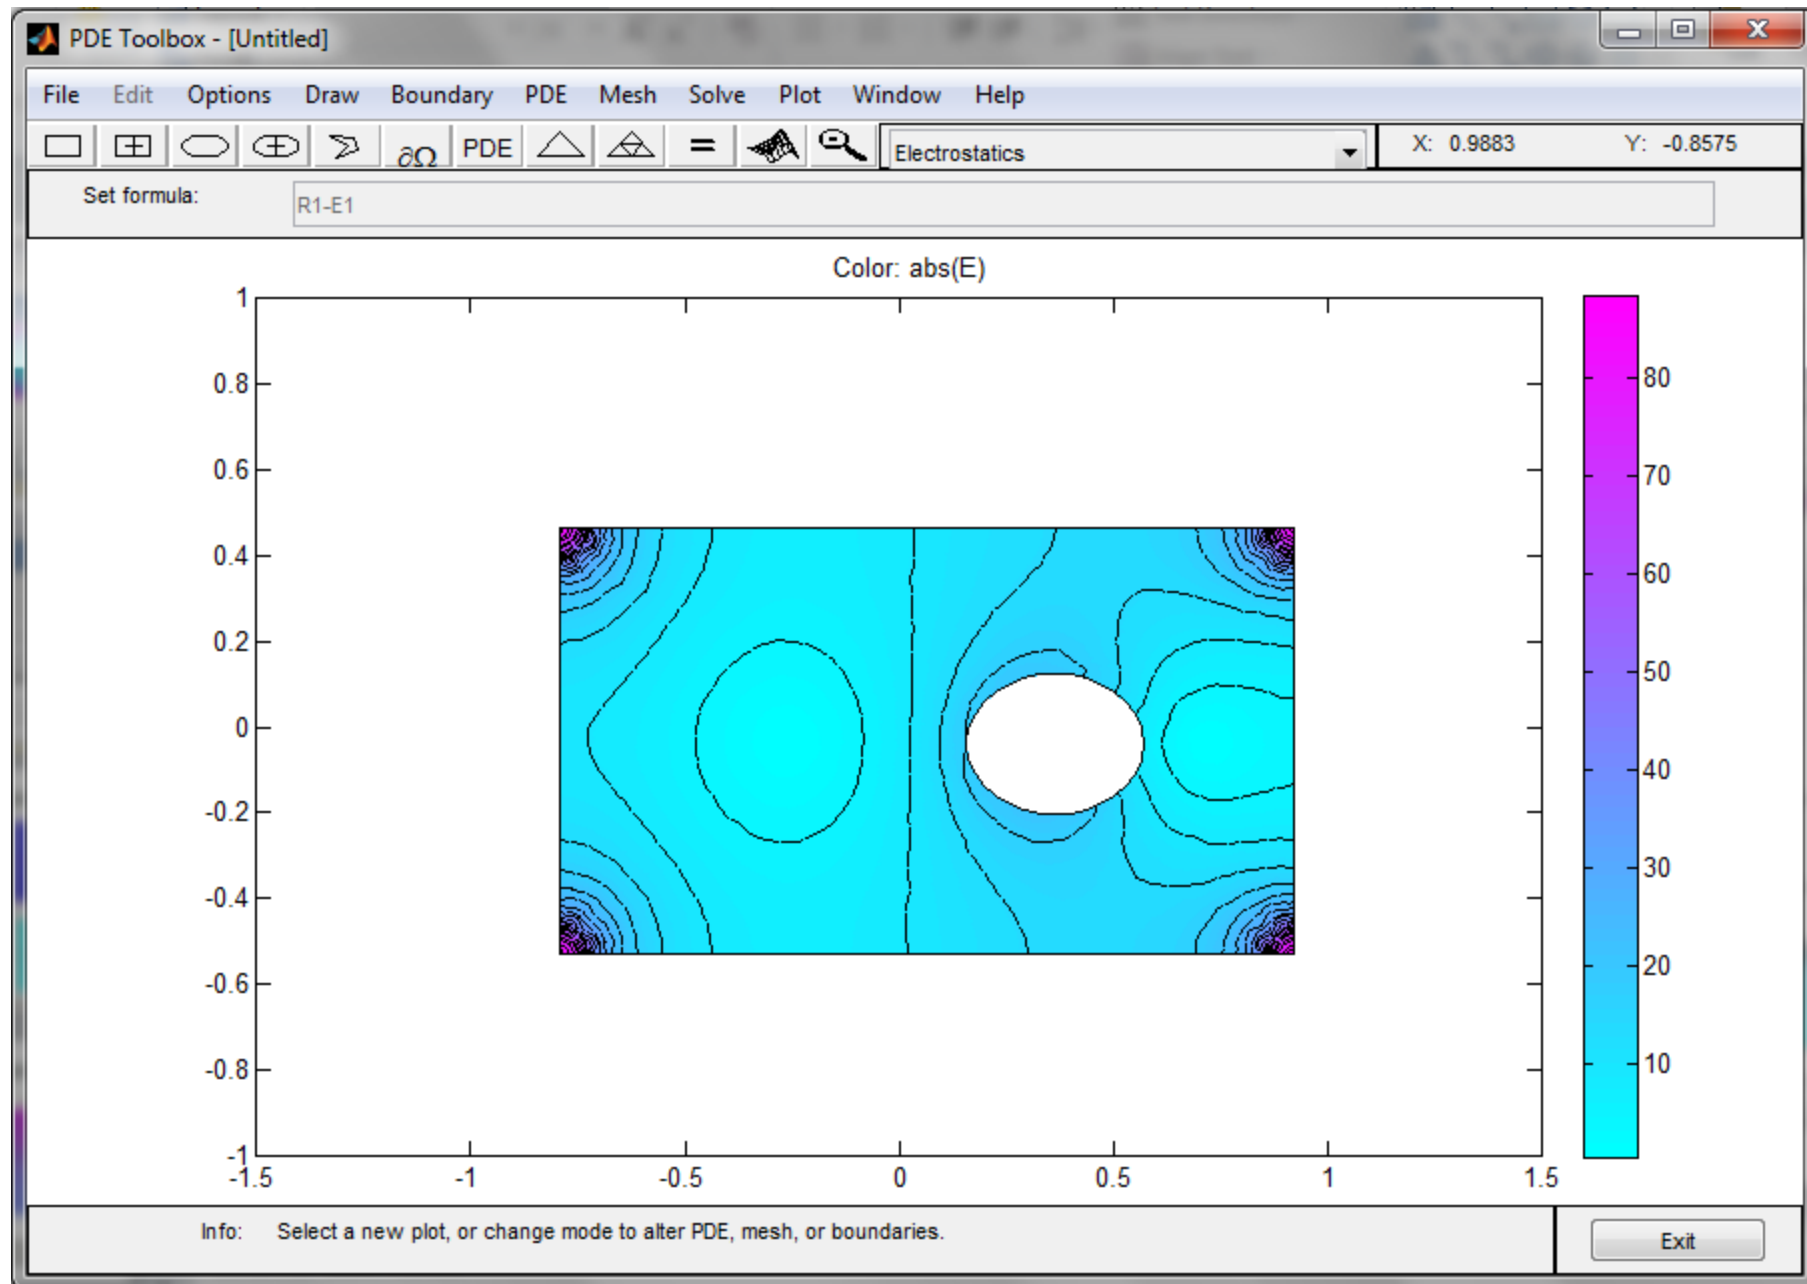 PDE Toolbox - [Untitled]
File Edit Options Draw Boundary PDE Mesh Solve Plot Window Help
∂Ω PDE = Electrostatics X: 0.9883 Y: -0.8575
Set formula: R1-E1
Color: abs(E)
1
0.8
0.6
0.4
0.2
0
-0.2
-0.4
-0.6
-0.8
-1
-1.5 -1 -0.5 0 0.5 1 1.5
80
70
60
50
40
30
20
10
Info: Select a new plot, or change mode to alter PDE, mesh, or boundaries.
Exit